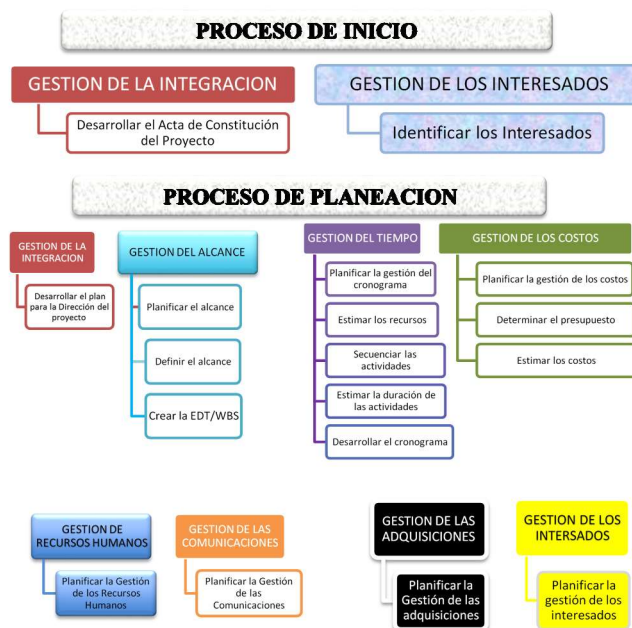 PROCESO DE INICIO
GESTION DE LA INTEGRACION
Desarrollar el Acta de Constitución
del Proyecto
GESTION DE LOS INTERESADOS
Identificar los Interesados
PROCESO DE PLANEACION
GESTION DE LA
INTEGRACION
Desarrollar el plan
para la Dirección del
proyecto
GESTION DEL ALCANCE
Planificar el alcance
Definir el alcance
Crear la EDT/WBS
GESTION DEL TIEMPO
Planificar la gestión del
cronograma
Estimar los recursos
Secuenciar las
actividades
Estimar la duración de
las actividades
Desarrollar el cronograma
GESTION DE LOS COSTOS
Planificar la gestión de los costos
Determinar el presupuesto
Estimar los costos
GESTION DE
RECURSOS HUMANOS
Planificar la Gestión
de los Recursos
Humanos
GESTION DE LAS
COMUNICACIONES
Planificar la Gestión
de las
Comunicaciones
GESTION DE LAS
ADQUISICIONES
Planificar la
Gestión de las
adquisiciones
GESTION DE LOS
INTERSADOS
Planificar la
gestión de los
interesados